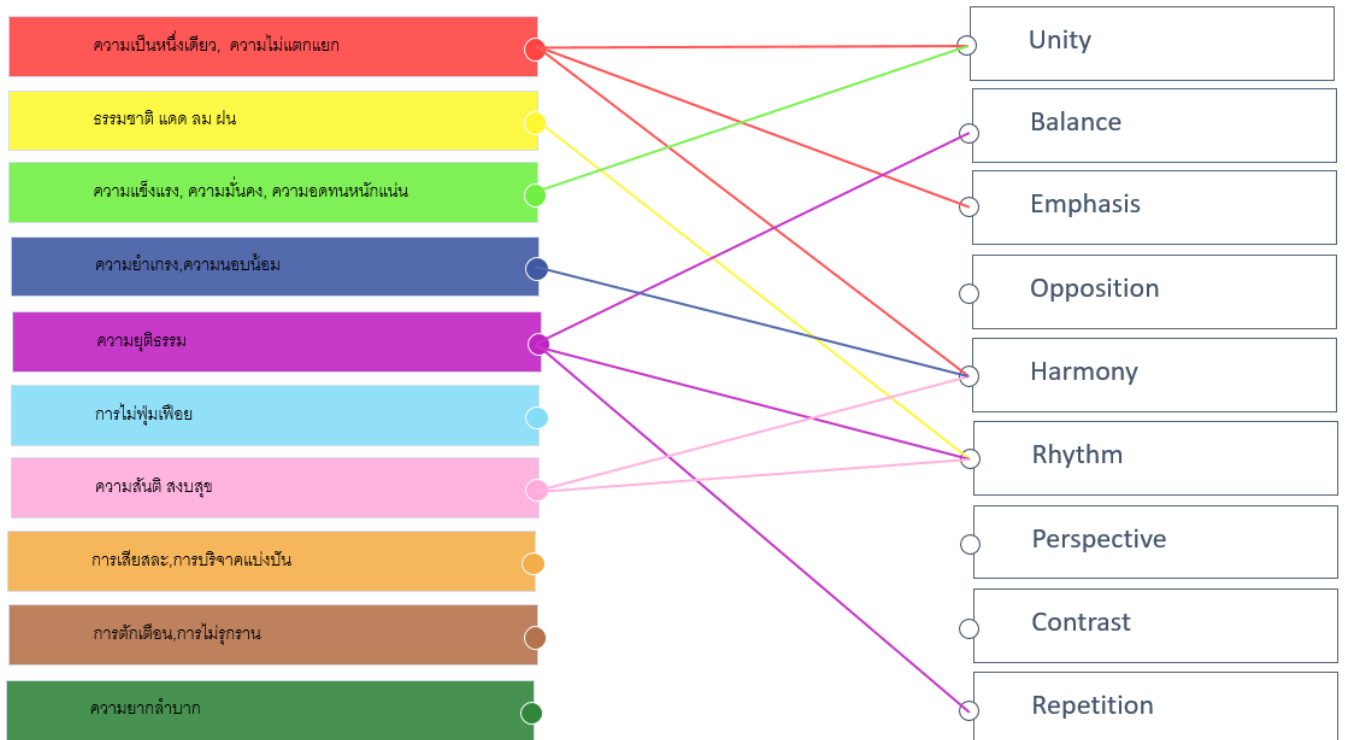 ความเป็นหนึ่งเดียว, ความไม่แตกแยก
ธรรมชาติ แดด ลม ฝน
ความแข็งแรง, ความมั่นคง, ความอดทนหนักแน่น
ความยำเกรง,ความนอบน้อม
ความยุติธรรม
การไม่ฟุ่มเฟือย
ความสันติ สงบสุข
การเสียสละ,การบริจาคแบ่งปัน
การตักเตือน,การไม่รุกราน
ความยากลำบาก
Unity
Balance
Emphasis
Opposition
Harmony
Rhythm
Perspective
Contrast
Repetition